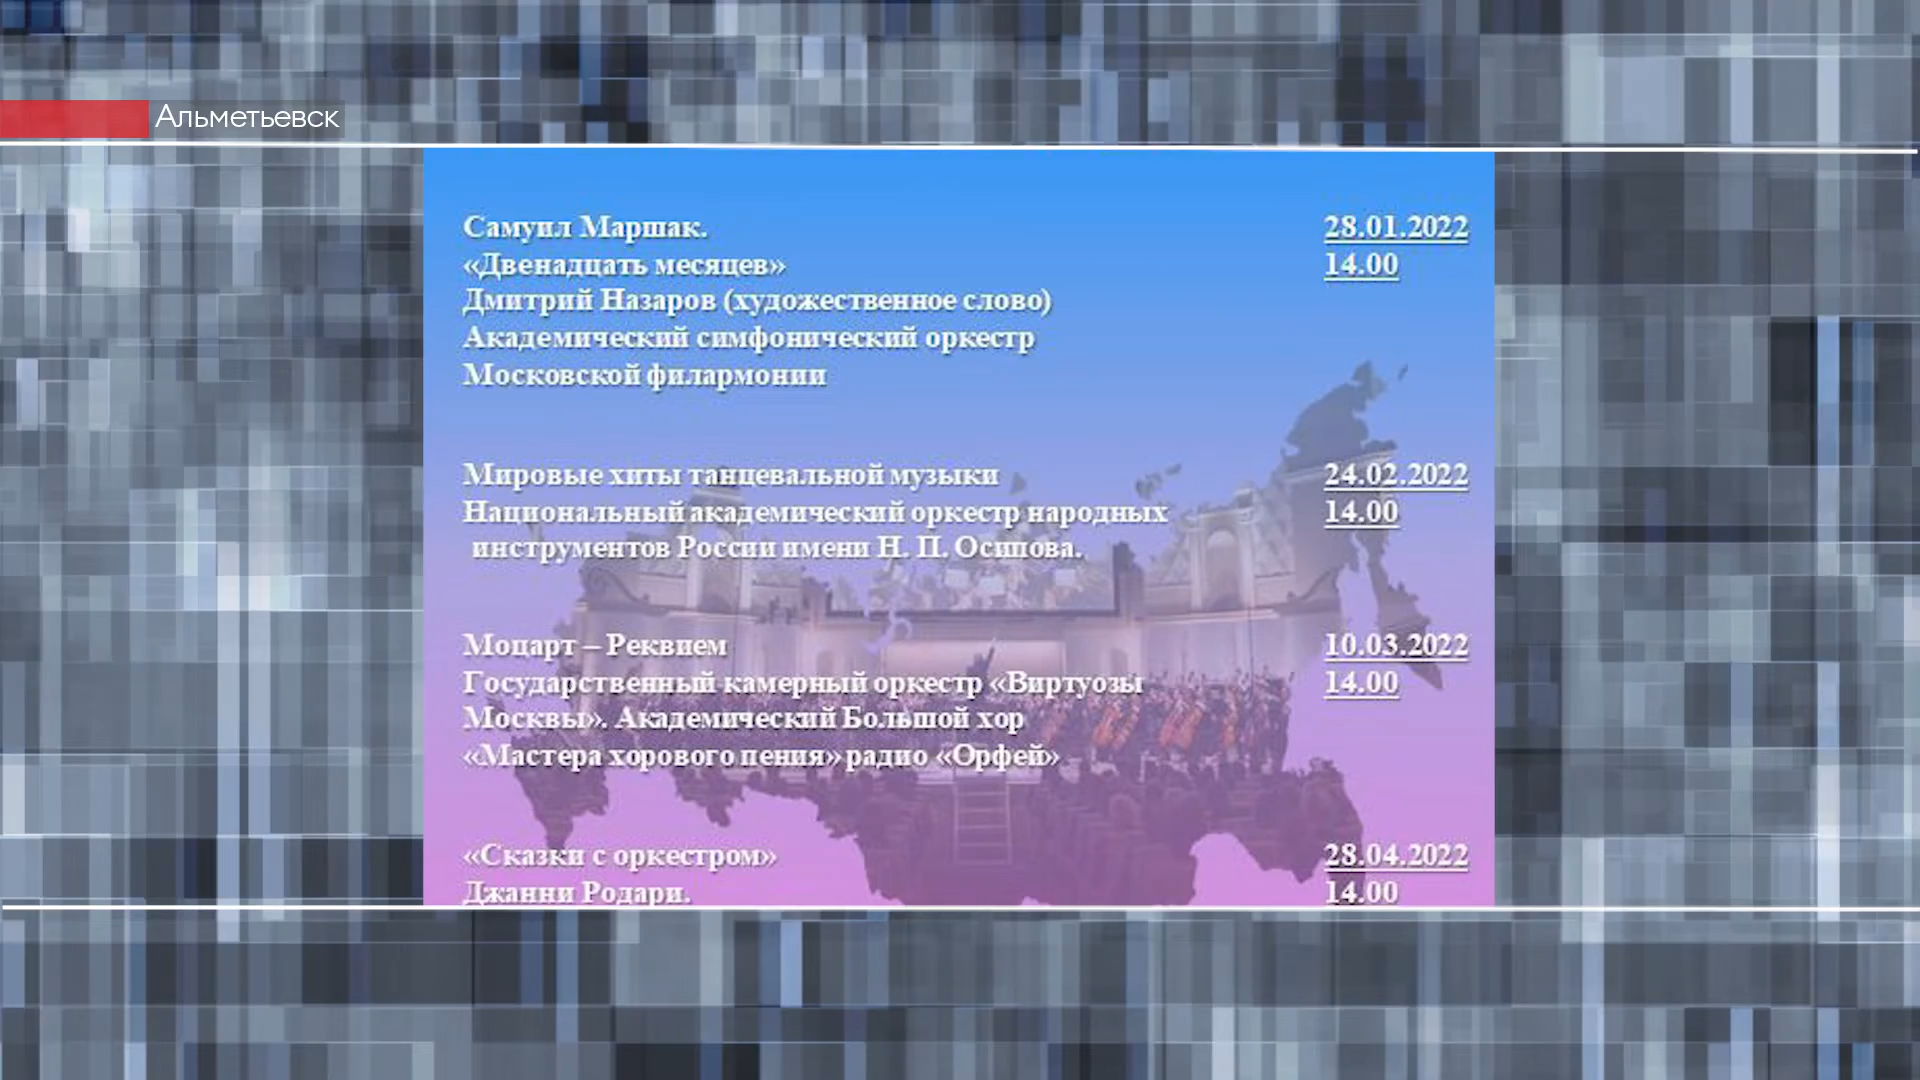 Альметьевск
Самуил Маршак.
28.01.2022
«Двенадцать месяцев»
14.00
Дмитрий Назаров (художественное слово)
Академический симфонический оркестр
Московской филармонии
Мировые хиты танцевальной музыки
24.02.2022
Национальный академический оркестр народных
14.00
инструментов России имени Н. П. Осипова.
Моцарт – Реквием
10.03.2022
Государственный камерный оркестр «Виртуозы
14.00
Москвы». Академический Большой хор
«Мастера хорового пения» радио «Орфей»
«Сказки с оркестром»
28.04.2022
Джанни Родари.
14.00